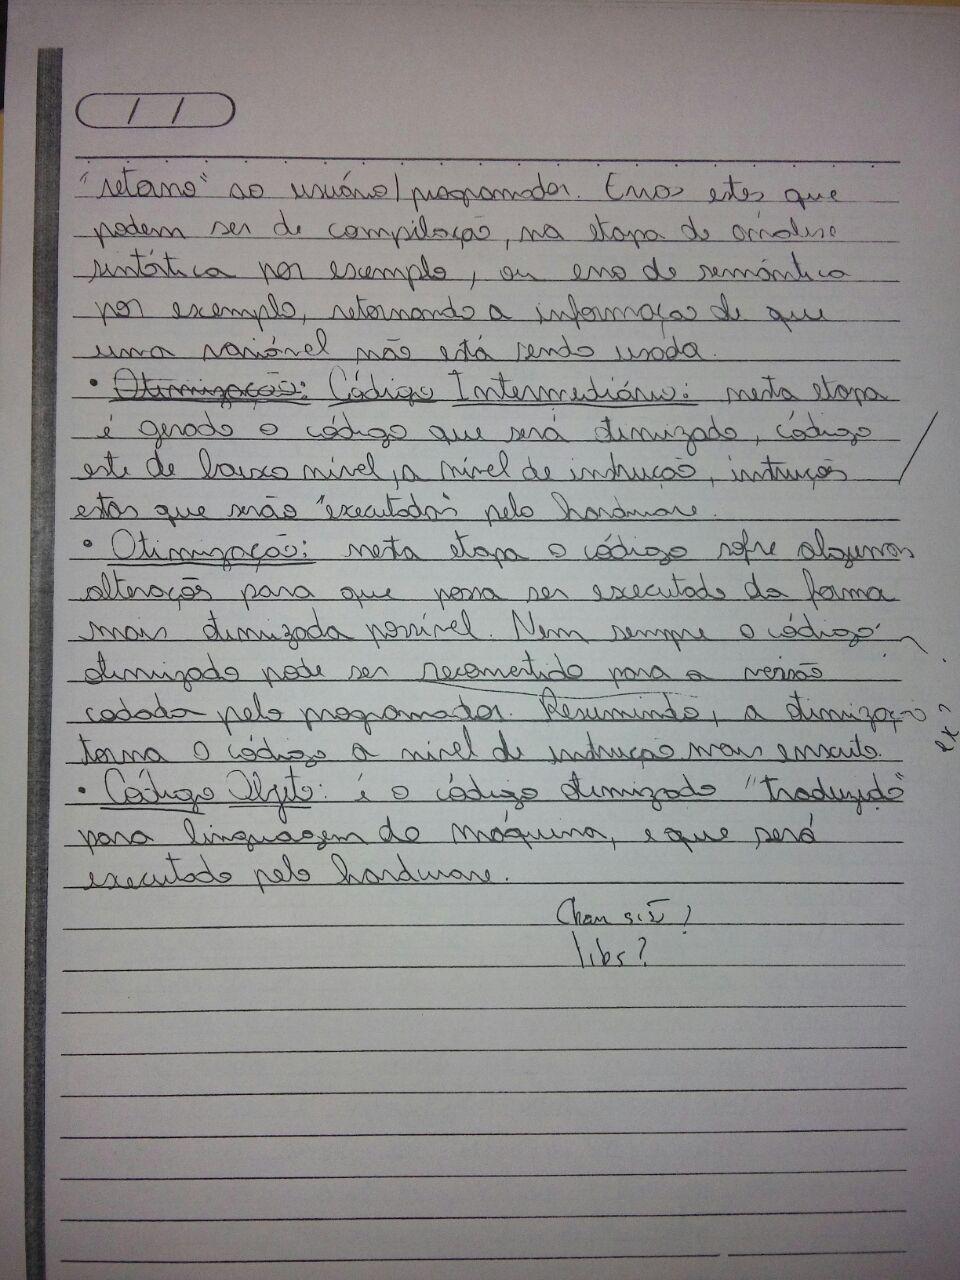 / /
"retorno" ao usuário/programador. Erros estes que
podem ser de compilação, na etapa de análise
sintática por exemplo, ou erro de semântica
por exemplo, retornando a informação de que
uma variável não está sendo usada.
• Otimização: Código Intermediário: nesta etapa
é gerado o código que será otimizado, código
este de baixo nível, a nível de instrução, instruções
estas que serão "executadas" pelo hardware.
• Otimização: nesta etapa o código sofre algumas
alterações para que possa ser executado da forma
mais otimizada possível. Nem sempre o código
otimizado pode ser reconvertido para a versão
codada pelo programador. Resumindo, a otimização
torna o código a nível de instrução mais enxuto.
ex?
• Código Objeto: é o código otimizado "traduzido"
para linguagem de máquina, e que será
executado pelo hardware.
libs?